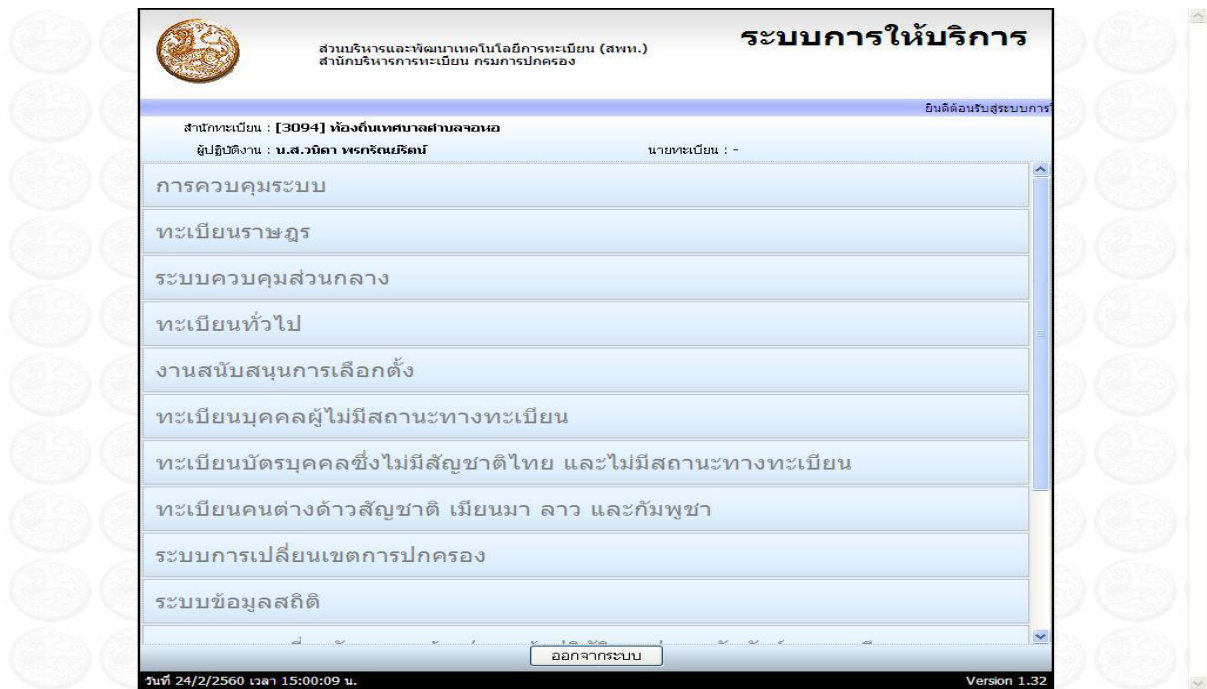 ส่วนบริหารและพัฒนาเทคโนโลยีการทะเบียน (สพท.)
สำนักบริหารการทะเบียน กรมการปกครอง
ระบบการให้บริการ
ยินดีต้อนรับสู่ระบบการ
สำนักทะเบียน : [3094] ท้องถิ่นเทศบาลตำบลจอหอ
ผู้ปฏิบัติงาน : น.ส.วนิดา พรกรัณย์รัตน์
นายทะเบียน : -
การควบคุมระบบ
ทะเบียนราษฎร
ระบบควบคุมส่วนกลาง
ทะเบียนทั่วไป
งานสนับสนุนการเลือกตั้ง
ทะเบียนบุคคลผู้ไม่มีสถานะทางทะเบียน
ทะเบียนบัตรบุคคลซึ่งไม่มีสัญชาติไทย และไม่มีสถานะทางทะเบียน
ทะเบียนคนต่างด้าวสัญชาติ เมียนมา ลาว และกัมพูชา
ระบบการเปลี่ยนเขตการปกครอง
ระบบข้อมูลสถิติ
ออกจากระบบ
วันที่ 24/2/2560 เวลา 15:00:09 น.
Version 1.32